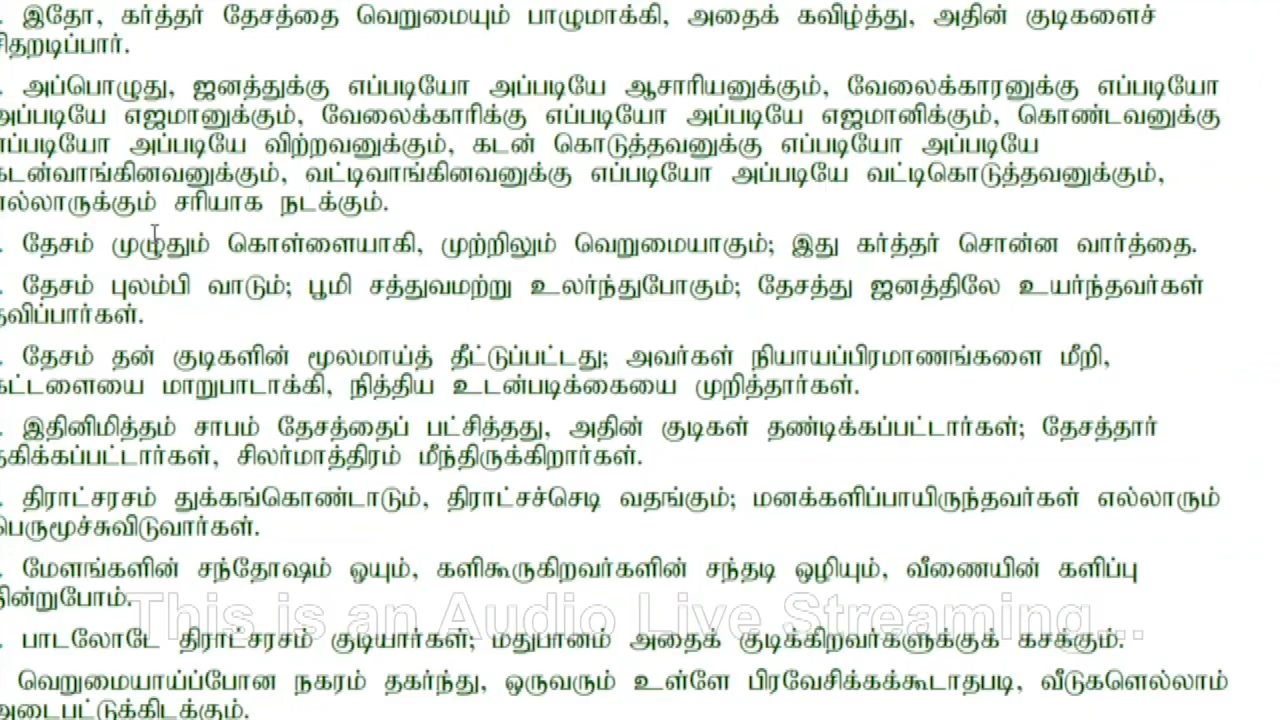 . இதோ, கர்த்தர் தேசத்தை வெறுமையும் பாழுமாக்கி, அதைக் கவிழ்த்து, அதின் குடிகளைச்
சிதறடிப்பார்.
. அப்பொழுது, ஜனத்துக்கு எப்படியோ அப்படியே ஆசாரியனுக்கும், வேலைக்காரனுக்கு எப்படியோ
அப்படியே எஜமானுக்கும், வேலைக்காரிக்கு எப்படியோ அப்படியே எஜமானிக்கும், கொண்டவனுக்கு
எப்படியோ அப்படியே விற்றவனுக்கும், கடன் கொடுத்தவனுக்கு எப்படியோ அப்படியே
கடன்வாங்கினவனுக்கும், வட்டிவாங்கினவனுக்கு எப்படியோ அப்படியே வட்டிகொடுத்தவனுக்கும்,
எல்லாருக்கும் சரியாக நடக்கும்.
. தேசம் முழுதும் கொள்ளையாகி, முற்றிலும் வெறுமையாகும்; இது கர்த்தர் சொன்ன வார்த்தை.
. தேசம் புலம்பி வாடும்; பூமி சத்துவமற்று உலர்ந்துபோகும்; தேசத்து ஜனத்திலே உயர்ந்தவர்கள்
தவிப்பார்கள்.
. தேசம் தன் குடிகளின் மூலமாய்த் தீட்டுப்பட்டது; அவர்கள் நியாயப்பிரமாணங்களை மீறி,
கட்டளையை மாறுபாடாக்கி, நித்திய உடன்படிக்கையை முறித்தார்கள்.
. இதினிமித்தம் சாபம் தேசத்தைப் பட்சித்தது, அதின் குடிகள் தண்டிக்கப்பட்டார்கள்; தேசத்தார்
தகிக்கப்பட்டார்கள், சிலர்மாத்திரம் மீந்திருக்கிறார்கள்.
. திராட்சரசம் துக்கங்கொண்டாடும், திராட்சச்செடி வதங்கும்; மனக்களிப்பாயிருந்தவர்கள் எல்லாரும்
பெருமூச்சுவிடுவார்கள்.
. மேளங்களின் சந்தோஷம் ஓயும், களிகூருகிறவர்களின் சந்தடி ஒழியும், வீணையின் களிப்பு
நின்றுபோம்.
This is an Audio Live Streaming...
. பாடலோடே திராட்சரசம் குடியார்கள்; மதுபானம் அதைக் குடிக்கிறவர்களுக்குக் கசக்கும்.
வெறுமையாய்ப்போன நகரம் தகர்ந்து, ஒருவரும் உள்ளே பிரவேசிக்கக்கூடாதபடி, வீடுகளெல்லாம்
அடைபட்டுக்கிடக்கும்.